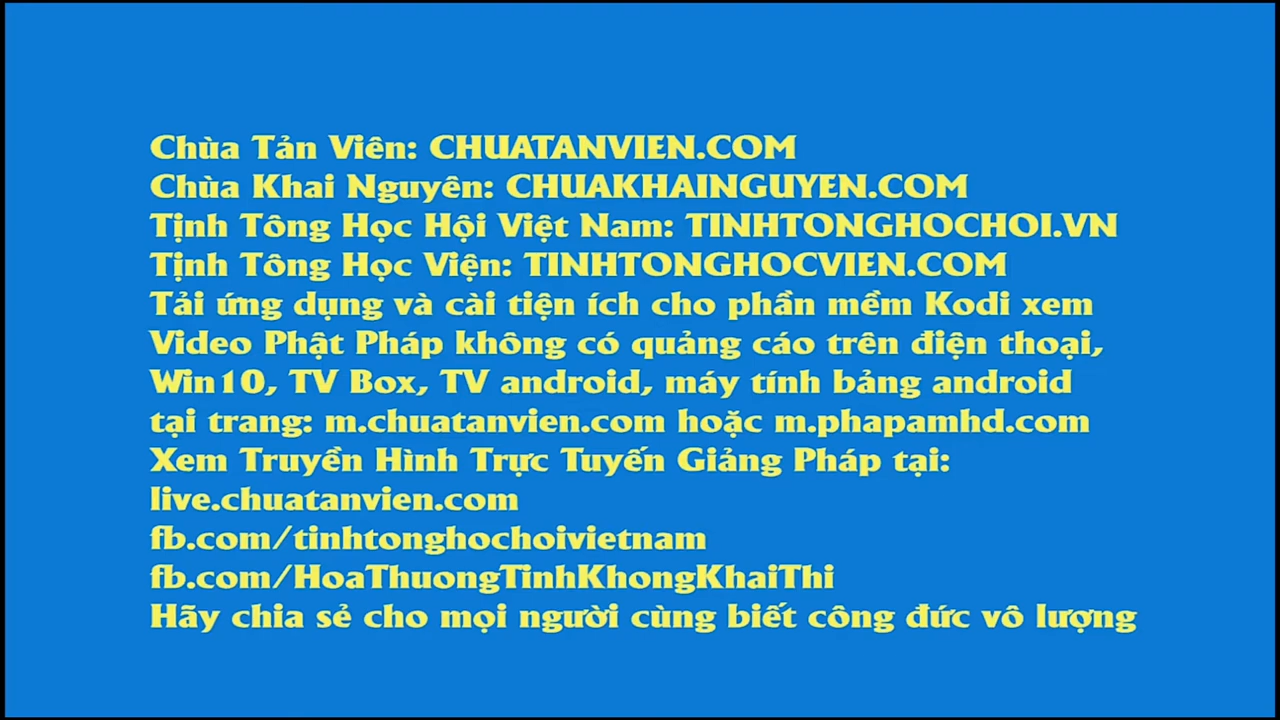 Chùa Tản Viên: CHUATANVIEN.COM
Chùa Khai Nguyên: CHUAKHAINGUYEN.COM
Tịnh Tông Học Hội Việt Nam: TINHTONGHOCHOI.VN
Tịnh Tông Học Viện: TINHTONGHOCVIEN.COM
Tải ứng dụng và cài tiện ích cho phần mềm Kodi xem
Video Phật Pháp không có quảng cáo trên điện thoại,
Win10, TV Box, TV android, máy tính bảng android
tại trang: m.chuatanvien.com hoặc m.phapamhd.com
Xem Truyền Hình Trực Tuyến Giảng Pháp tại:
live.chuatanvien.com
fb.com/tinhtonghochoivietnam
fb.com/HoaThuongTinhKhongKhaiThi
Hãy chia sẻ cho mọi người cùng biết công đức vô lượng